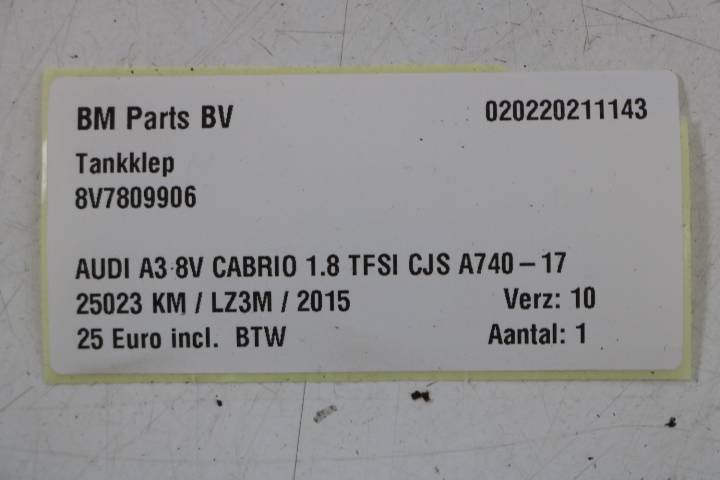 BM Parts BV 020220211143
Tankklep
8V7809906
AUDI A3 8V CABRIO 1.8 TFSI CJS A740-17
25023 KM / LZ3M / 2015 Verz: 10
25 Euro incl. BTW Aantal: 1